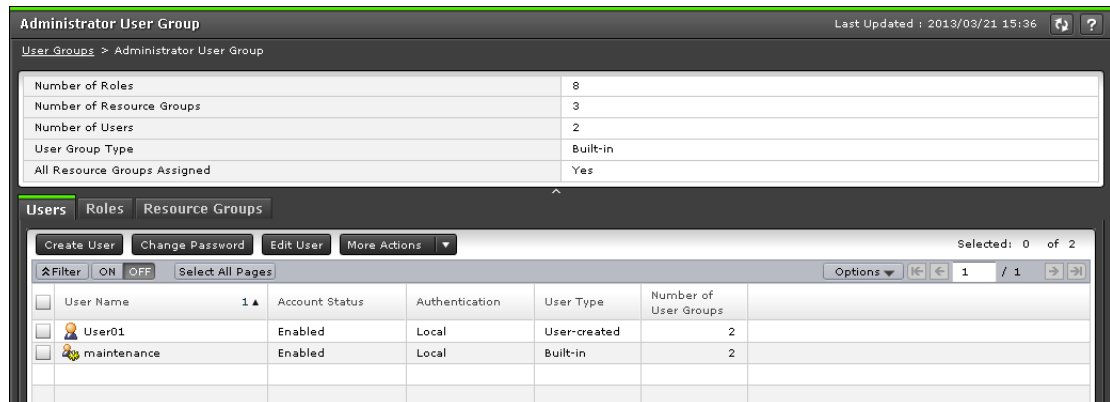 Administrator User Group
Last Updated : 2013/03/21 15:36 ?
User Groups > Administrator User Group
Number of Roles 8
Number of Resource Groups 3
Number of Users 2
User Group Type Built-in
All Resource Groups Assigned Yes
Users Roles Resource Groups
Create User Change Password Edit User More Actions
Selected: 0 of 2
Filter ON OFF Select All Pages
Options 1 / 1
User Name 1 Account Status Authentication User Type Number of
User Groups
User01 Enabled Local User-created 2
maintenance Enabled Local Built-in 2